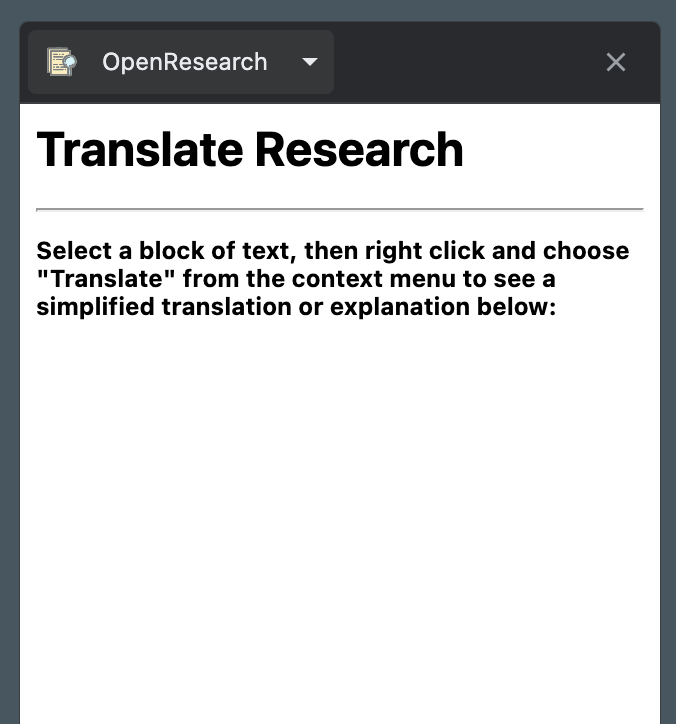 OpenResearch
Translate Research
Select a block of text, then right click and choose
"Translate" from the context menu to see a
simplified translation or explanation below: